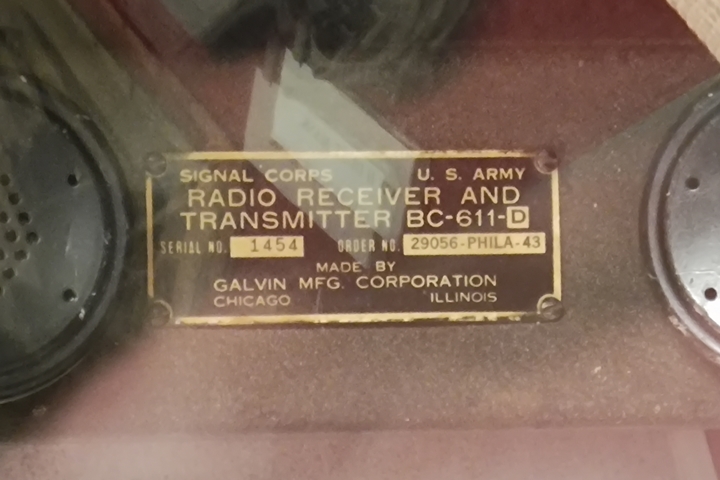 SIGNAL CORPS U. S. ARMY
RADIO RECEIVER AND
TRANSMITTER BC-611-D
SERIAL NO. 1454 ORDER NO. 29056-PHILA-43
MADE BY
GALVIN MFG. CORPORATION
CHICAGO ILLINOIS